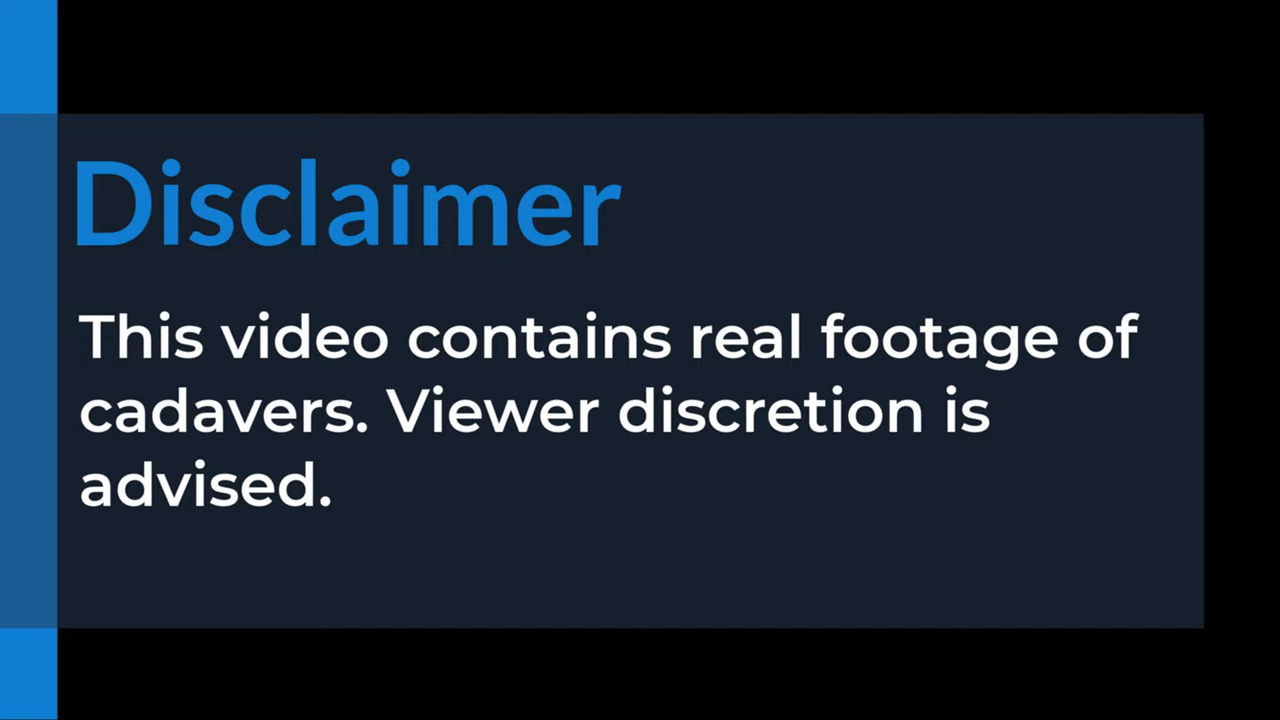 Disclaimer
This video contains real footage of
cadavers. Viewer discretion is
advised.